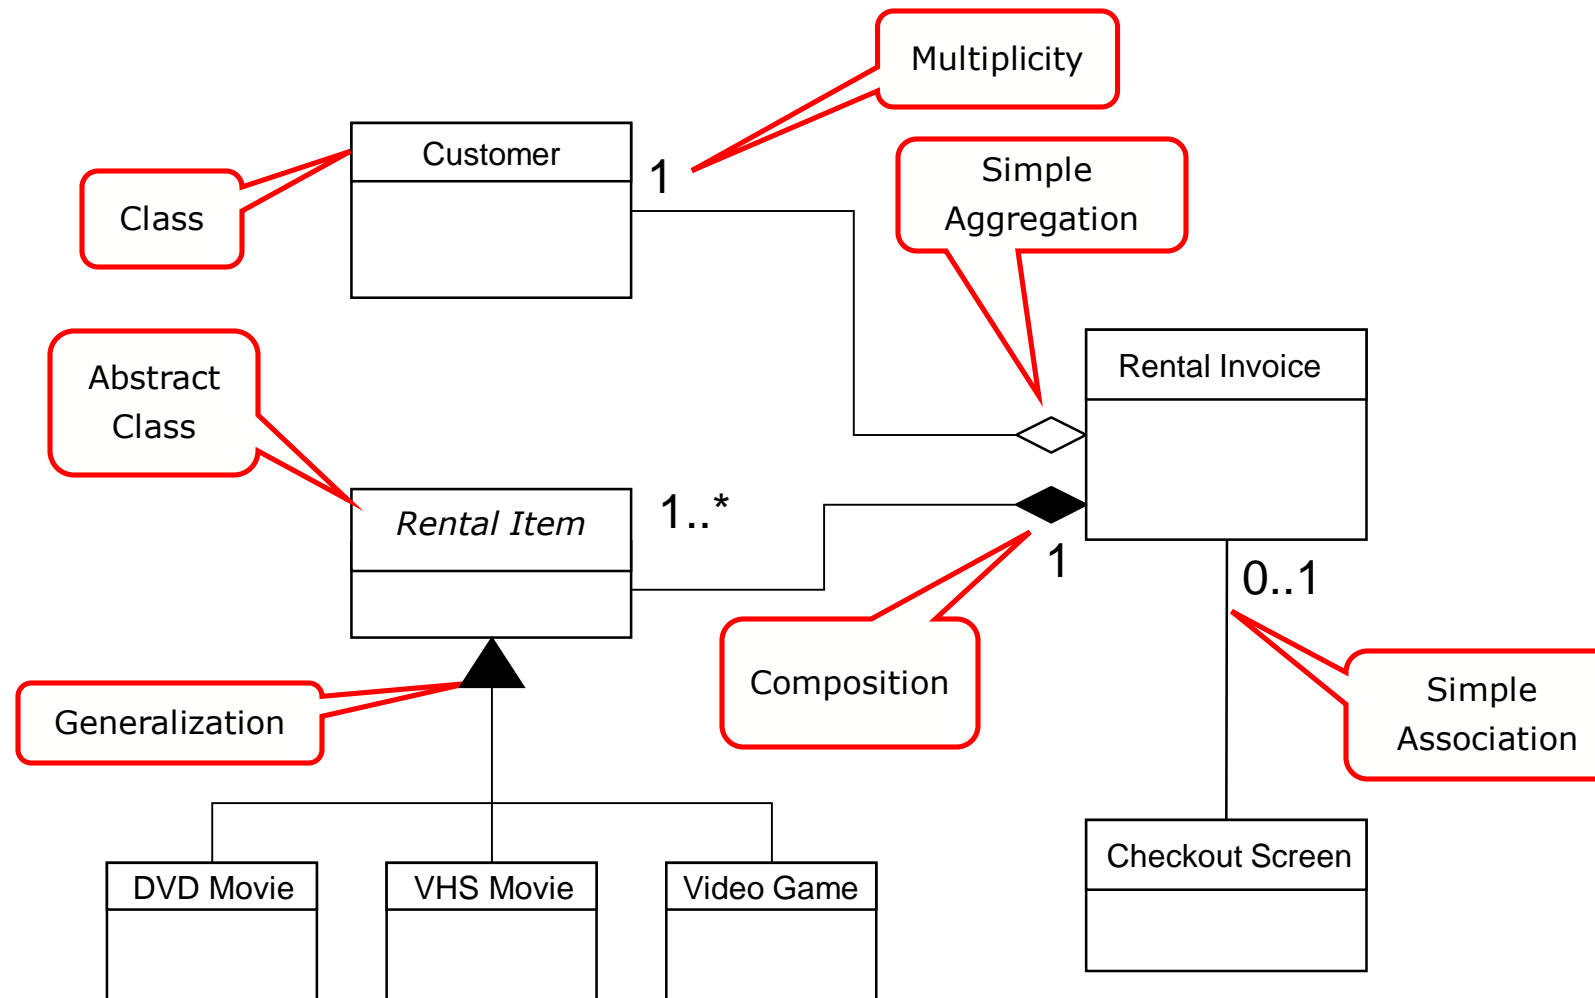 Multiplicity
Customer
1
Class
Simple
Aggregation
Abstract
Class
Rental Invoice
Rental Item
1..*
1
0..1
Generalization
Composition
Simple
Association
DVD Movie
VHS Movie
Video Game
Checkout Screen